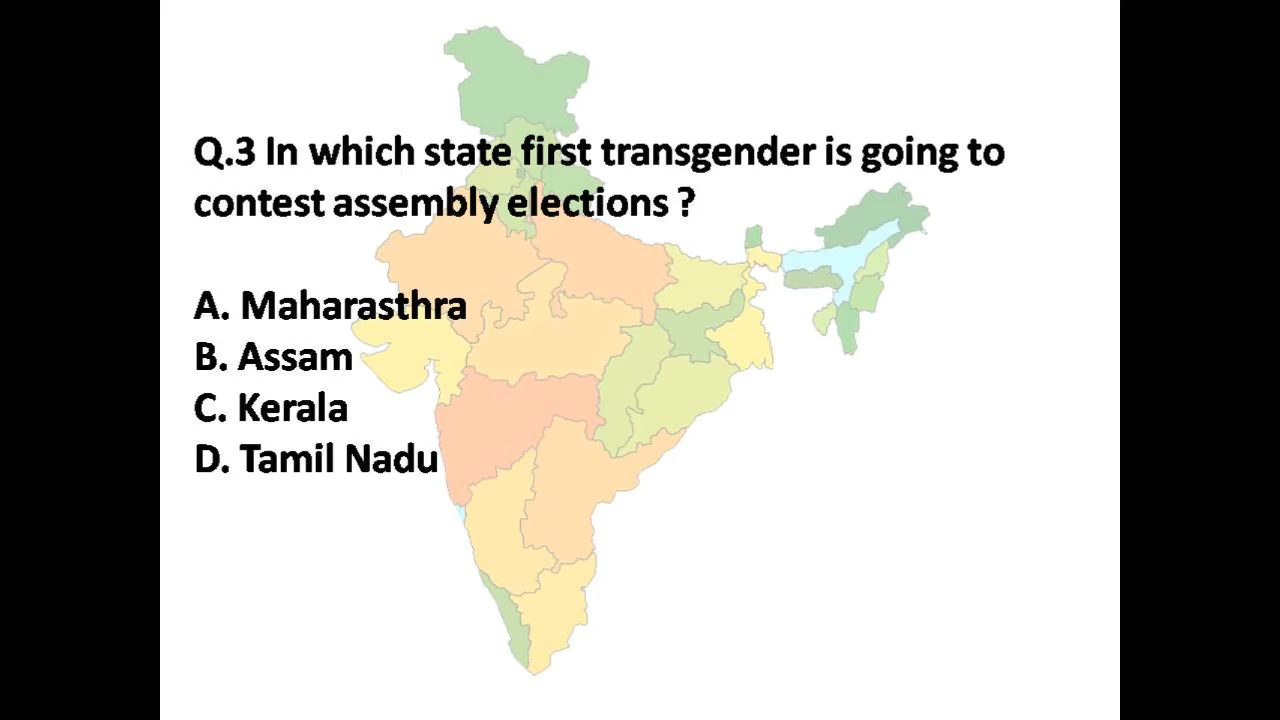 Q.3 In which state first transgender is going to
contest assembly elections ?
A. Maharasthra
B. Assam
C. Kerala
D. Tamil Nadu